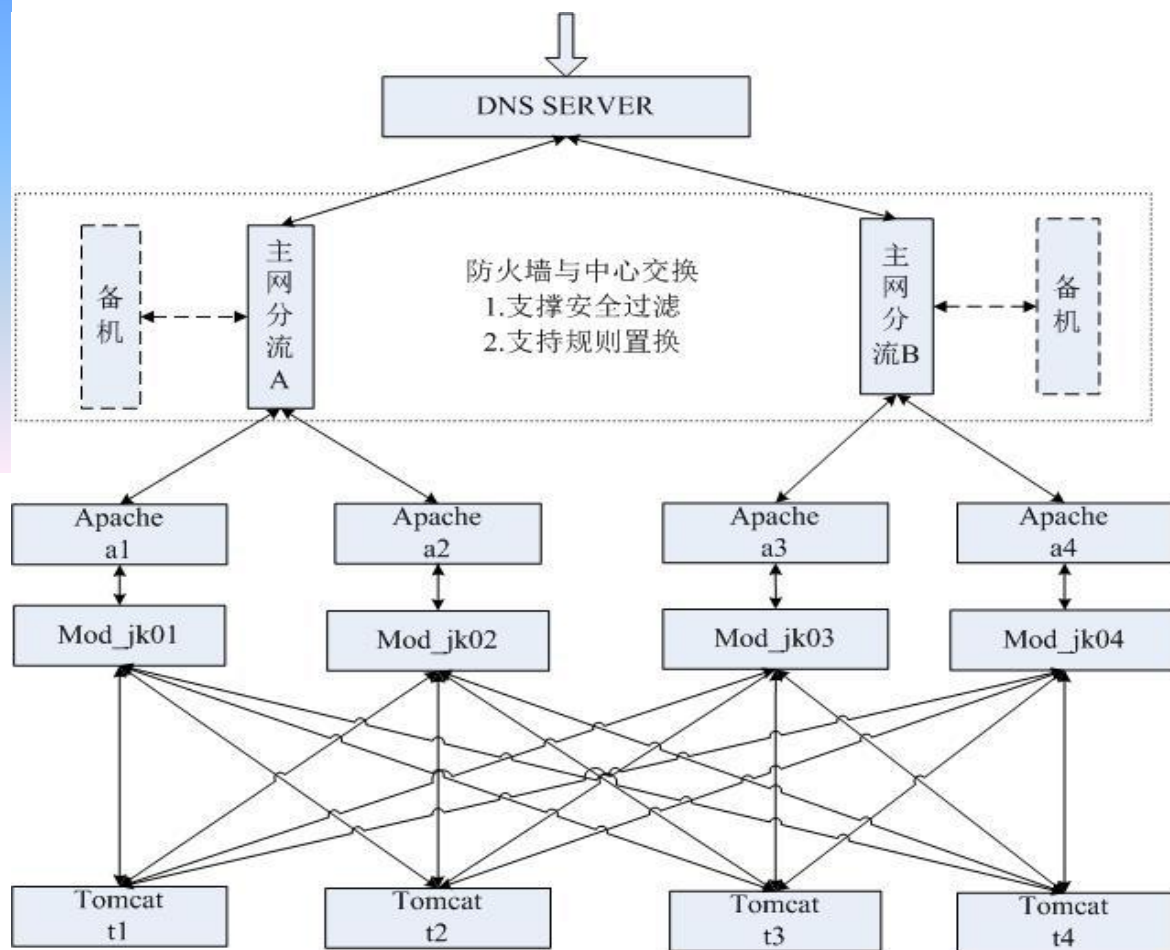 DNS SERVER
备机
主网分流A
防火墙与中心交换
1.支撑安全过滤
2.支持规则置换
主网分流B
备机
Apache
a1
Apache
a2
Apache
a3
Apache
a4
Mod_jk01
Mod_jk02
Mod_jk03
Mod_jk04
Tomcat
t1
Tomcat
t2
Tomcat
t3
Tomcat
t4